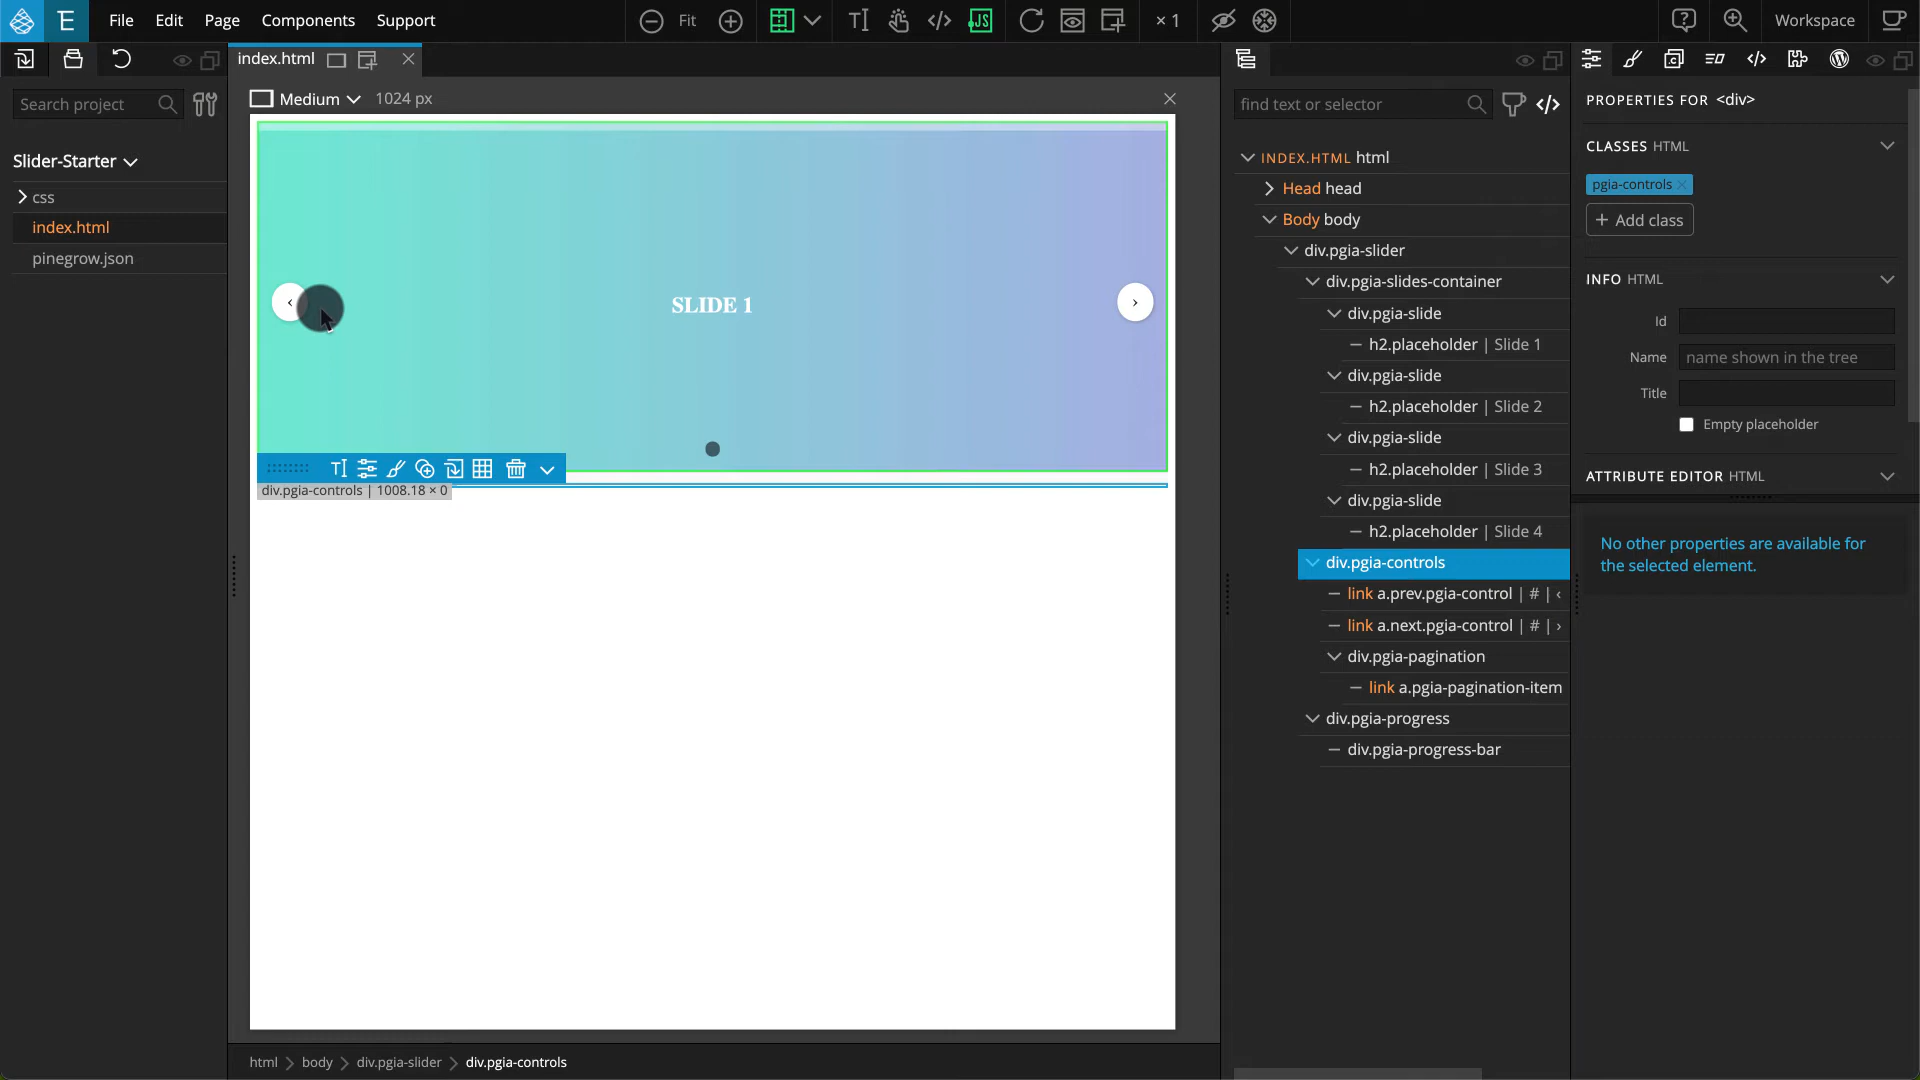 E File Edit Page Components Support Fit JS × 1 Workspace
index.html
Search project
Slider-Starter
css
index.html
pinegrow.json
Medium 1024 px
‹ SLIDE 1 ›
div.pgia-controls | 1008.18 × 0
html body div.pgia-slider div.pgia-controls
find text or selector
INDEX.HTML html
Head head
Body body
div.pgia-slider
div.pgia-slides-container
div.pgia-slide
h2.placeholder | Slide 1
div.pgia-slide
h2.placeholder | Slide 2
div.pgia-slide
h2.placeholder | Slide 3
div.pgia-slide
h2.placeholder | Slide 4
div.pgia-controls
link a.prev.pgia-control | # | ‹
link a.next.pgia-control | # | ›
div.pgia-pagination
link a.pgia-pagination-item
div.pgia-progress
div.pgia-progress-bar
PROPERTIES FOR <div>
CLASSES HTML
pgia-controls
+ Add class
INFO HTML
Id
Name name shown in the tree
Title
Empty placeholder
ATTRIBUTE EDITOR HTML
No other properties are available for
the selected element.